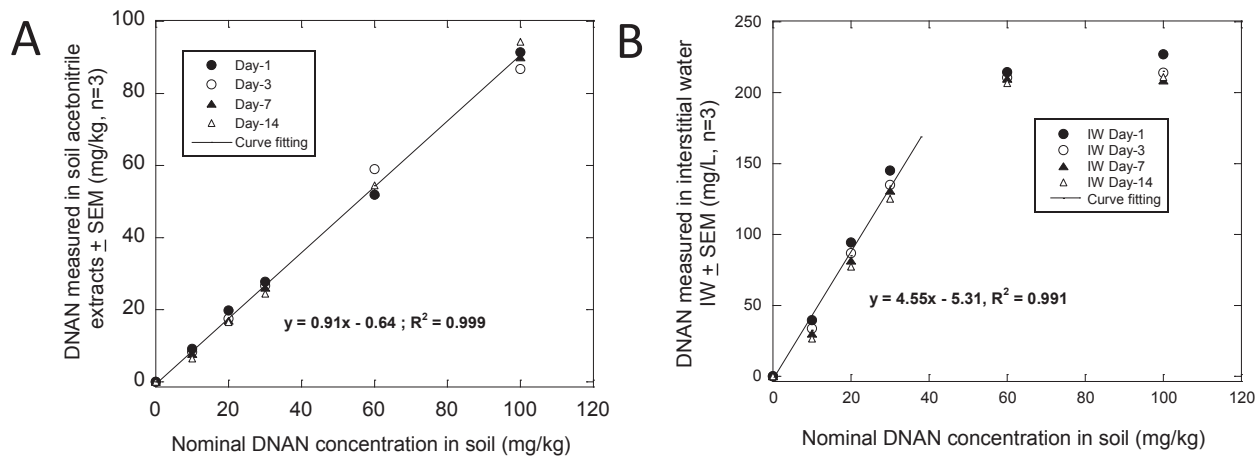 A
DNAN measured in soil acetonitrile
extracts ± SEM (mg/kg, n=3)
100
80
60
40
20
0
Day-1
Day-3
Day-7
Day-14
Curve fitting
y = 0.91x - 0.64 ; R² = 0.999
0 20 40 60 80 100 120
Nominal DNAN concentration in soil (mg/kg)
B
DNAN measured in interstitial water
IW ± SEM (mg/L, n=3)
250
200
150
100
50
0
IW Day-1
IW Day-3
IW Day-7
IW Day-14
Curve fitting
y = 4.55x - 5.31, R² = 0.991
0 20 40 60 80 100 120
Nominal DNAN concentration in soil (mg/kg)